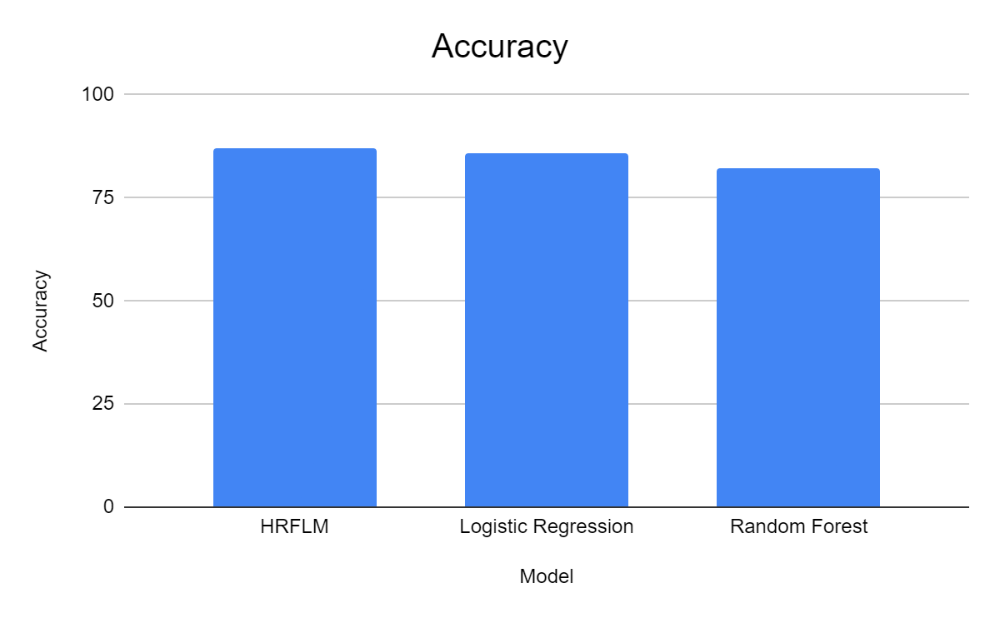 Accuracy
100
75
50
25
0
Accuracy
HRFLM
Logistic Regression
Random Forest
Model